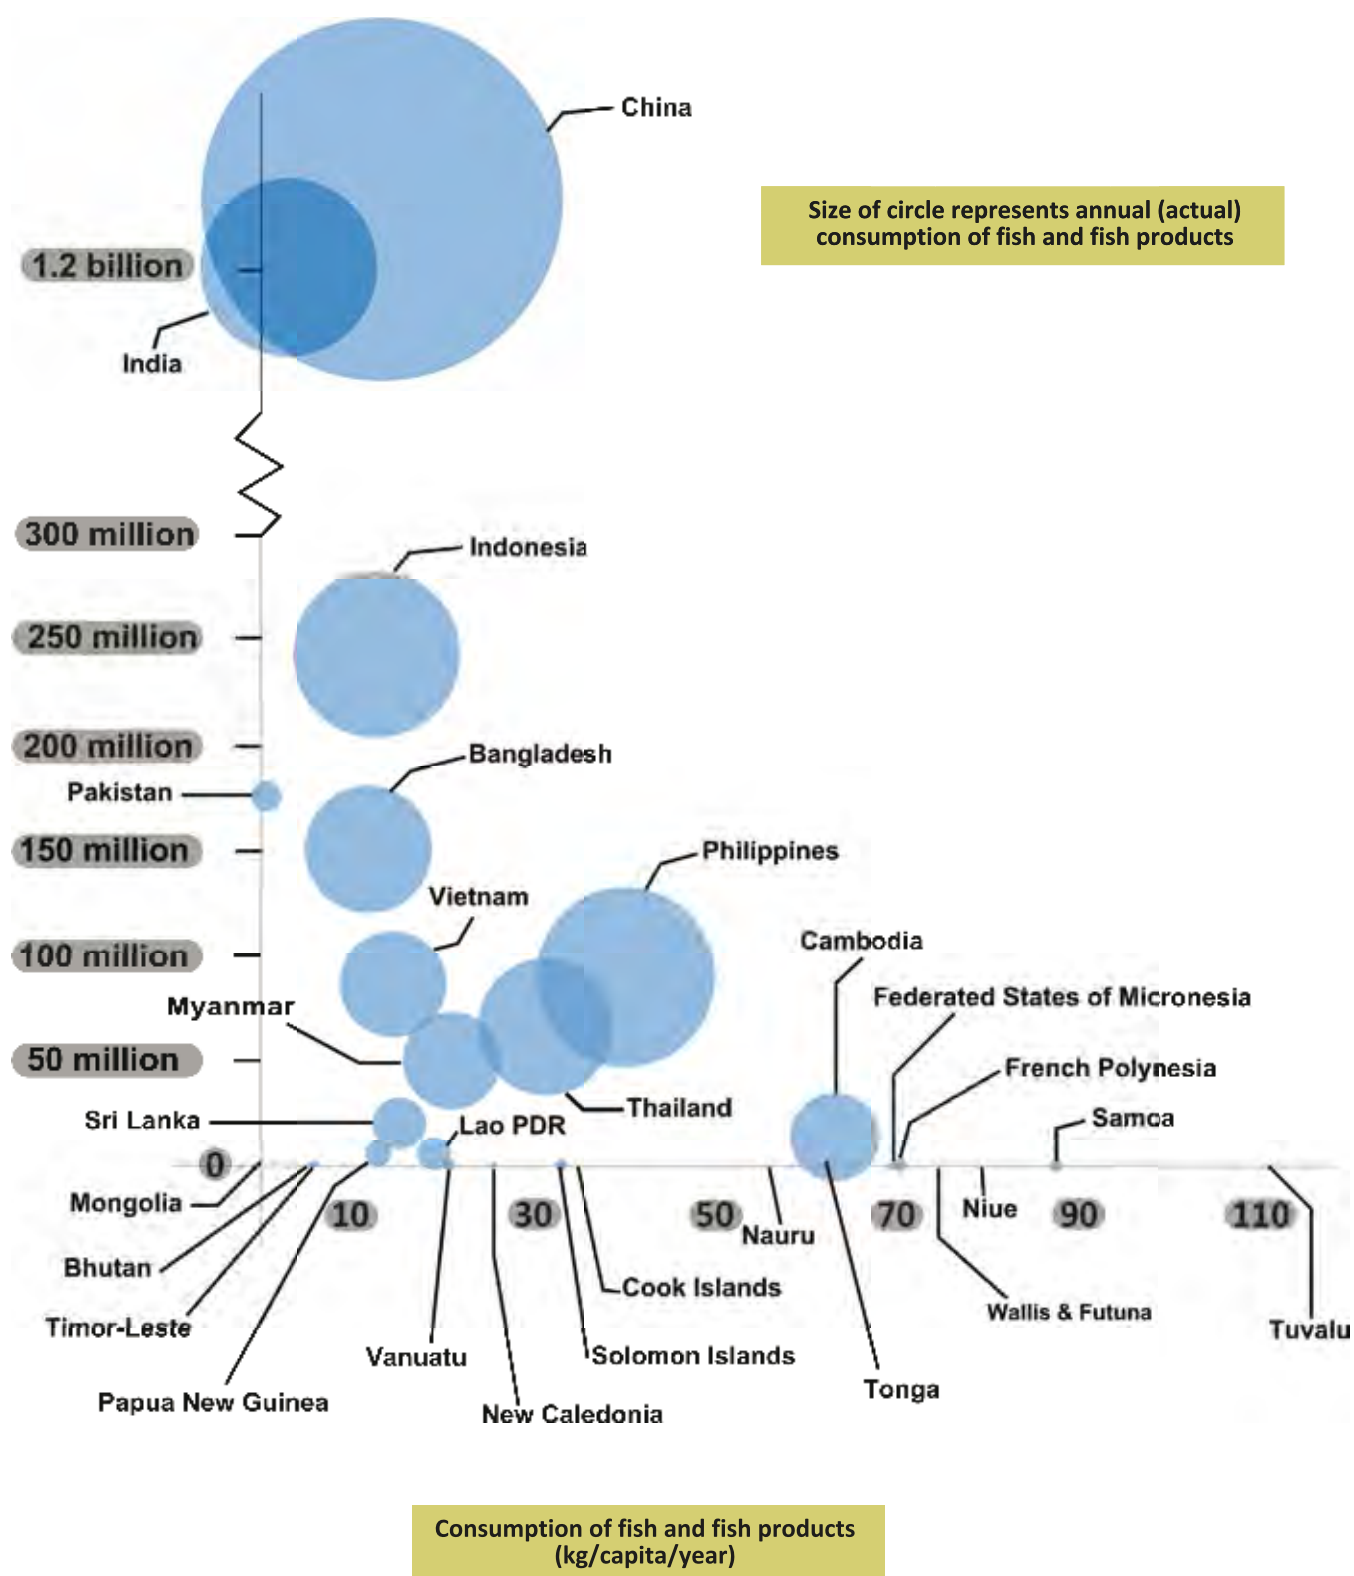 China
Size of circle represents annual (actual)
consumption of fish and fish products
1.2 billion
India
300 million
Indonesia
250 million
200 million
Bangladesh
Pakistan
150 million
Philippines
Vietnam
Cambodia
100 million
Federated States of Micronesia
Myanmar
50 million
French Polynesia
Thailand
Samoa
Sri Lanka
Lao PDR
0
Mongolia
10
30
50
70
90
110
Niue
Nauru
Bhutan
Cook Islands
Wallis & Futuna
Timor-Leste
Tuvalu
Vanuatu
Solomon Islands
Tonga
Papua New Guinea
New Caledonia
Consumption of fish and fish products
(kg/capita/year)